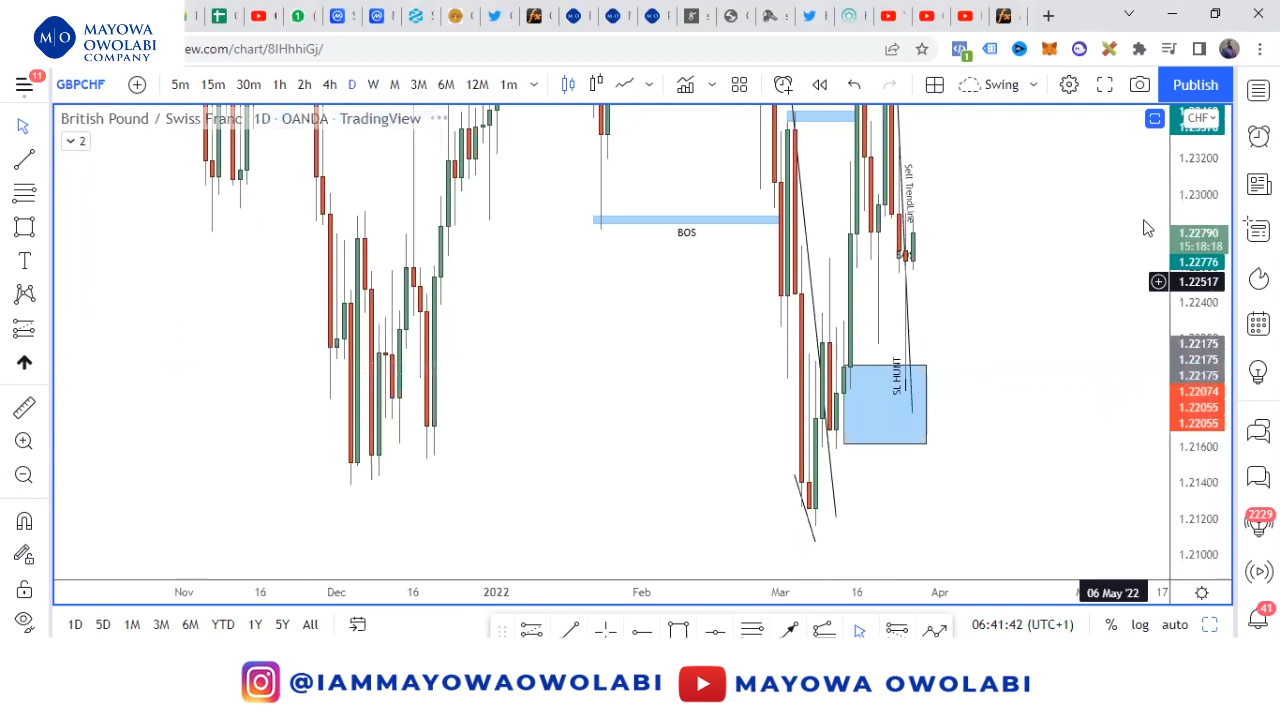 M|O MAYOWA OWOLABI COMPANY
ew.com/chart/8IHhhiGj/
11
GBPCHF 5m 15m 30m 1h 2h 4h D W M 3M 6M 12M 1m Swing Publish
British Pound / Swiss Franc 1D · OANDA · TradingView
2
CHF
1.23200
1.23000
1.22790
15:18:18
1.22776
1.22517
1.22400
1.22175
1.22175
1.22175
1.22074
1.22055
1.22055
1.21600
1.21400
1.21200
1.21000
BOS
Sell TrendLine
SL HUNT
Nov 16 Dec 16 2022 Feb Mar 16 Apr 06 May '22 17
1D 5D 1M 3M 6M YTD 1Y 5Y All
06:41:42 (UTC+1) % log auto
2229
41
@IAMMAYOWAOWOLABI MAYOWA OWOLABI